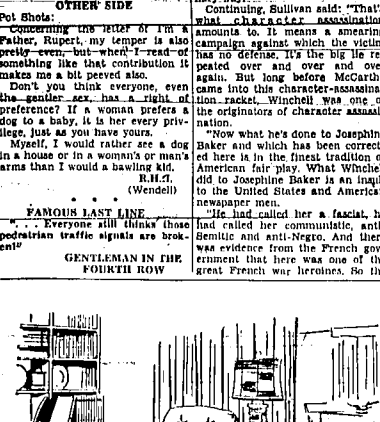 OTHER SIDE
Pot Shots:
Concerning the letter of I'm a
Father, Rupert, my temper is also
pretty even, but when I read of
something like that contribution it
makes me a bit peeved also.
Don't you think everyone, even
the gentler sex, has a right of
preference? If a woman prefers a
dog to a baby, it is her every priv-
ilege, just as you have yours.
Myself, I would rather see a dog
in a house or in a woman's or man's
arms than I would a bawling kid.
R.H.T.
(Wendell)
* * *
FAMOUS LAST LINE
". . . Everyone still thinks those
pedestrian traffic signals are brok-
en!"
GENTLEMAN IN THE
FOURTH ROW
Continuing, Sullivan said: "That's
what character assassination
amounts to. It means a smearing
campaign against which the victim
has no defense. It's the big lie re-
peated over and over and over
again. But long before McCarthy
came into this character-assassina-
tion racket, Winchell was one of
the originators of character assassi-
nation.
"Now what he's done to Josephine
Baker and which has been correct-
ed here is in the finest tradition of
American fair play. What Winchell
did to Josephine Baker is an insult
to the United States and American
newspaper men.
"He had called her a fascist, he
had called her communistic, anti-
Semitic and anti-Negro. And there
was evidence from the French gov-
ernment that here was one of the
great French war heroines. So the